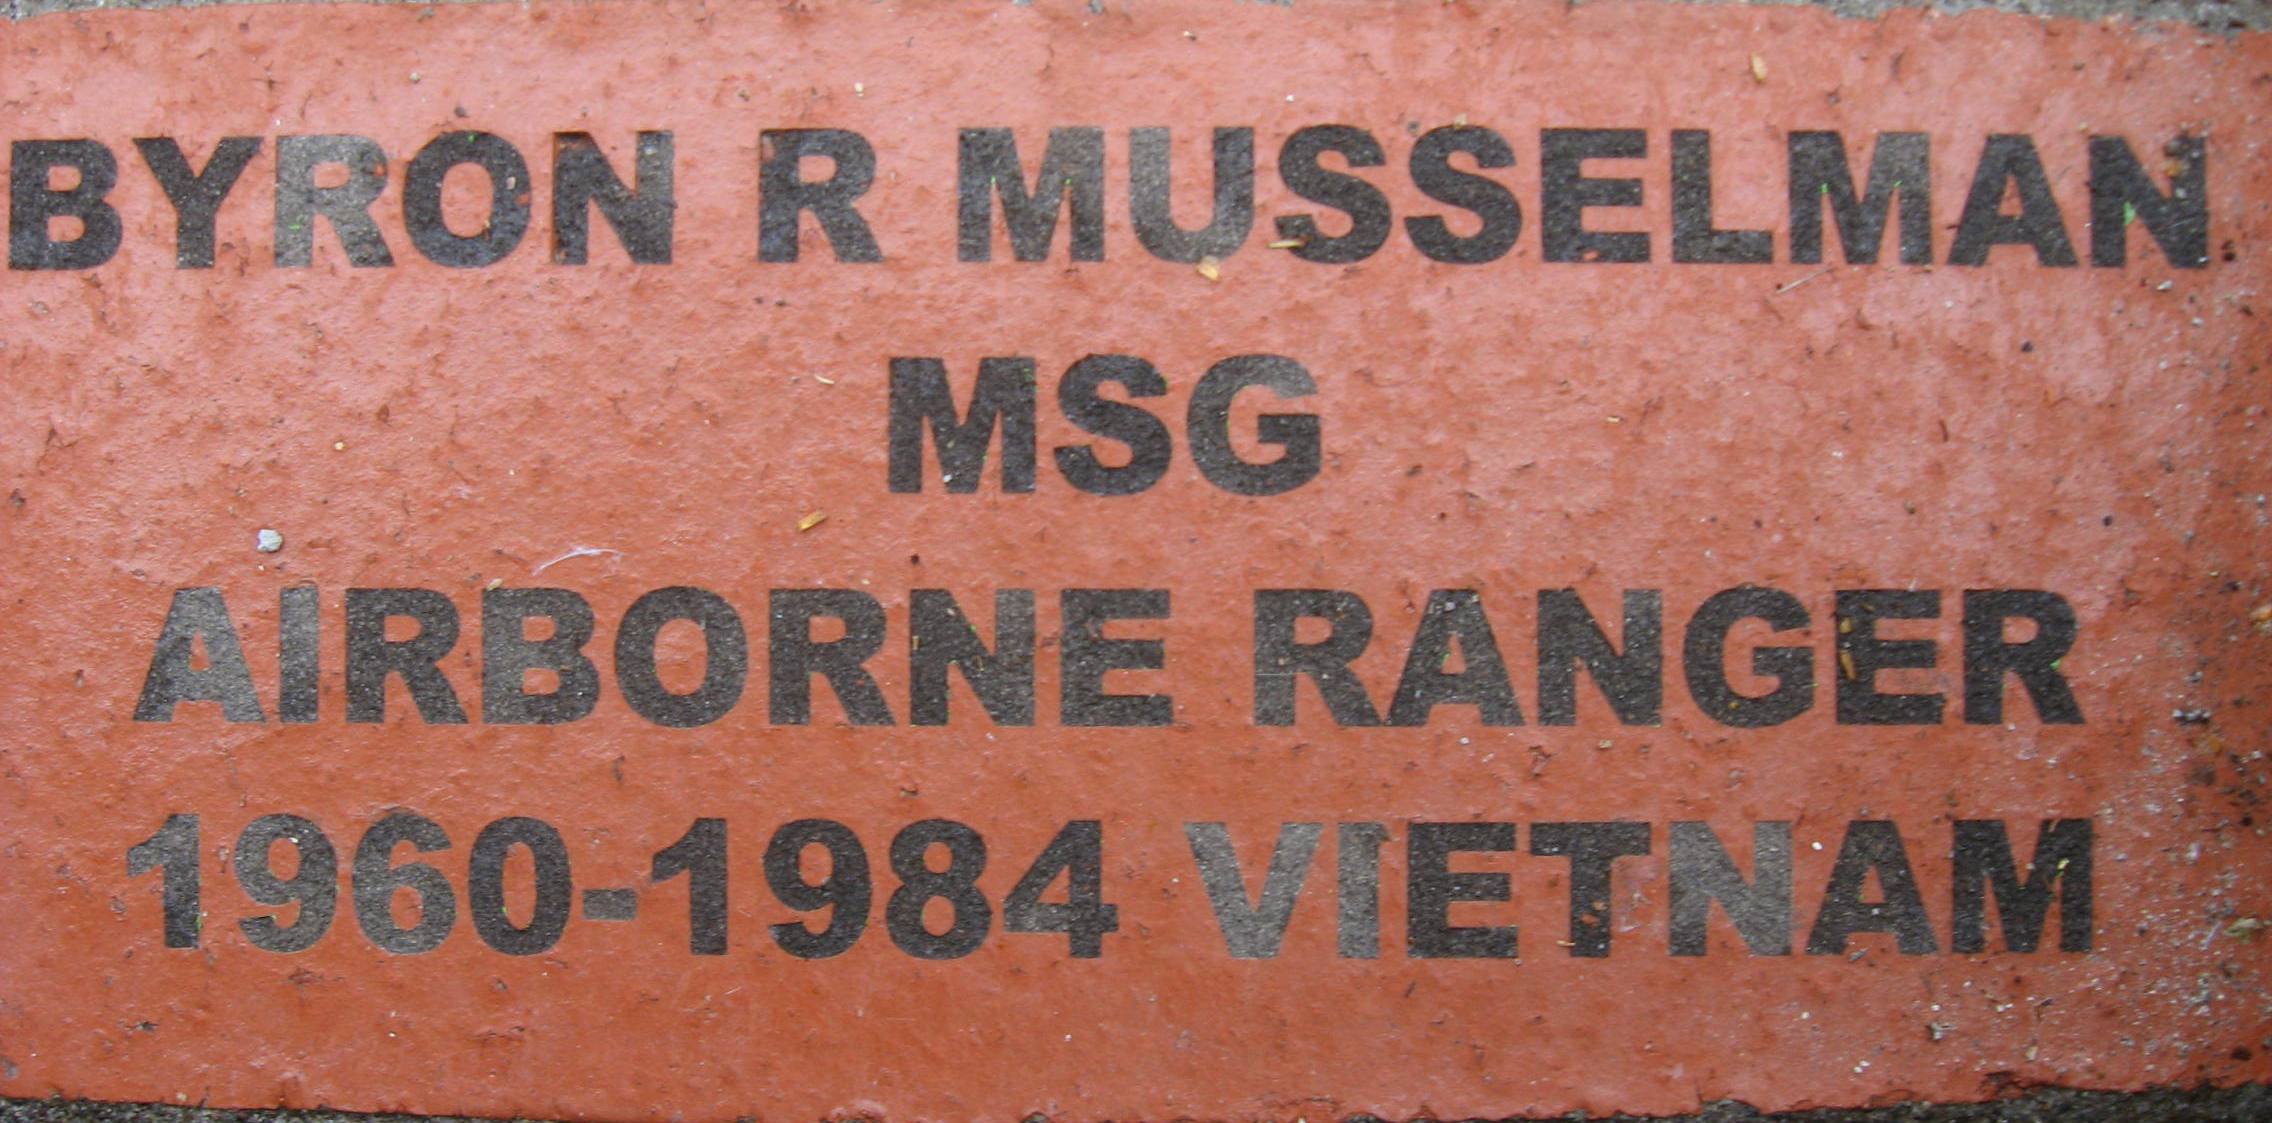 BYRON R MUSSELMAN
MSG
AIRBORNE RANGER
1960-1984 VIETNAM